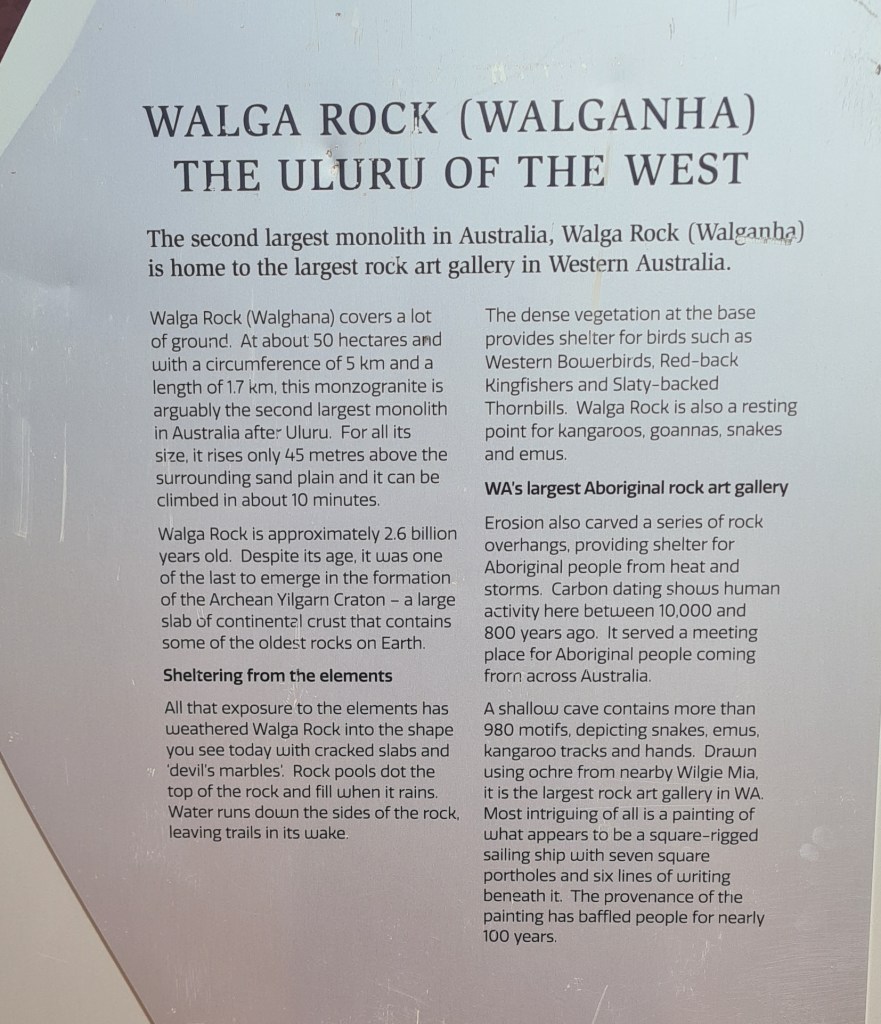 WALGA ROCK (WALGANHA)
THE ULURU OF THE WEST
The second largest monolith in Australia, Walga Rock (Walganha)
is home to the largest rock art gallery in Western Australia.
Walga Rock (Walghana) covers a lot
of ground. At about 50 hectares and
with a circumference of 5 km and a
length of 1.7 km, this monzogranite is
arguably the second largest monolith
in Australia after Uluru. For all its
size, it rises only 45 metres above the
surrounding sand plain and it can be
climbed in about 10 minutes.
Walga Rock is approximately 2.6 billion
years old. Despite its age, it was one
of the last to emerge in the formation
of the Archean Yilgarn Craton – a large
slab of continental crust that contains
some of the oldest rocks on Earth.
Sheltering from the elements
All that exposure to the elements has
weathered Walga Rock into the shape
you see today with cracked slabs and
'devil's marbles'. Rock pools dot the
top of the rock and fill when it rains.
Water runs down the sides of the rock,
leaving trails in its wake.
The dense vegetation at the base
provides shelter for birds such as
Western Bowerbirds, Red-back
Kingfishers and Slaty-backed
Thornbills. Walga Rock is also a resting
point for kangaroos, goannas, snakes
and emus.
WA's largest Aboriginal rock art gallery
Erosion also carved a series of rock
overhangs, providing shelter for
Aboriginal people from heat and
storms. Carbon dating shows human
activity here between 10,000 and
800 years ago. It served a meeting
place for Aboriginal people coming
from across Australia.
A shallow cave contains more than
980 motifs, depicting snakes, emus,
kangaroo tracks and hands. Drawn
using ochre from nearby Wilgie Mia,
it is the largest rock art gallery in WA.
Most intriguing of all is a painting of
what appears to be a square-rigged
sailing ship with seven square
portholes and six lines of writing
beneath it. The provenance of the
painting has baffled people for nearly
100 years.